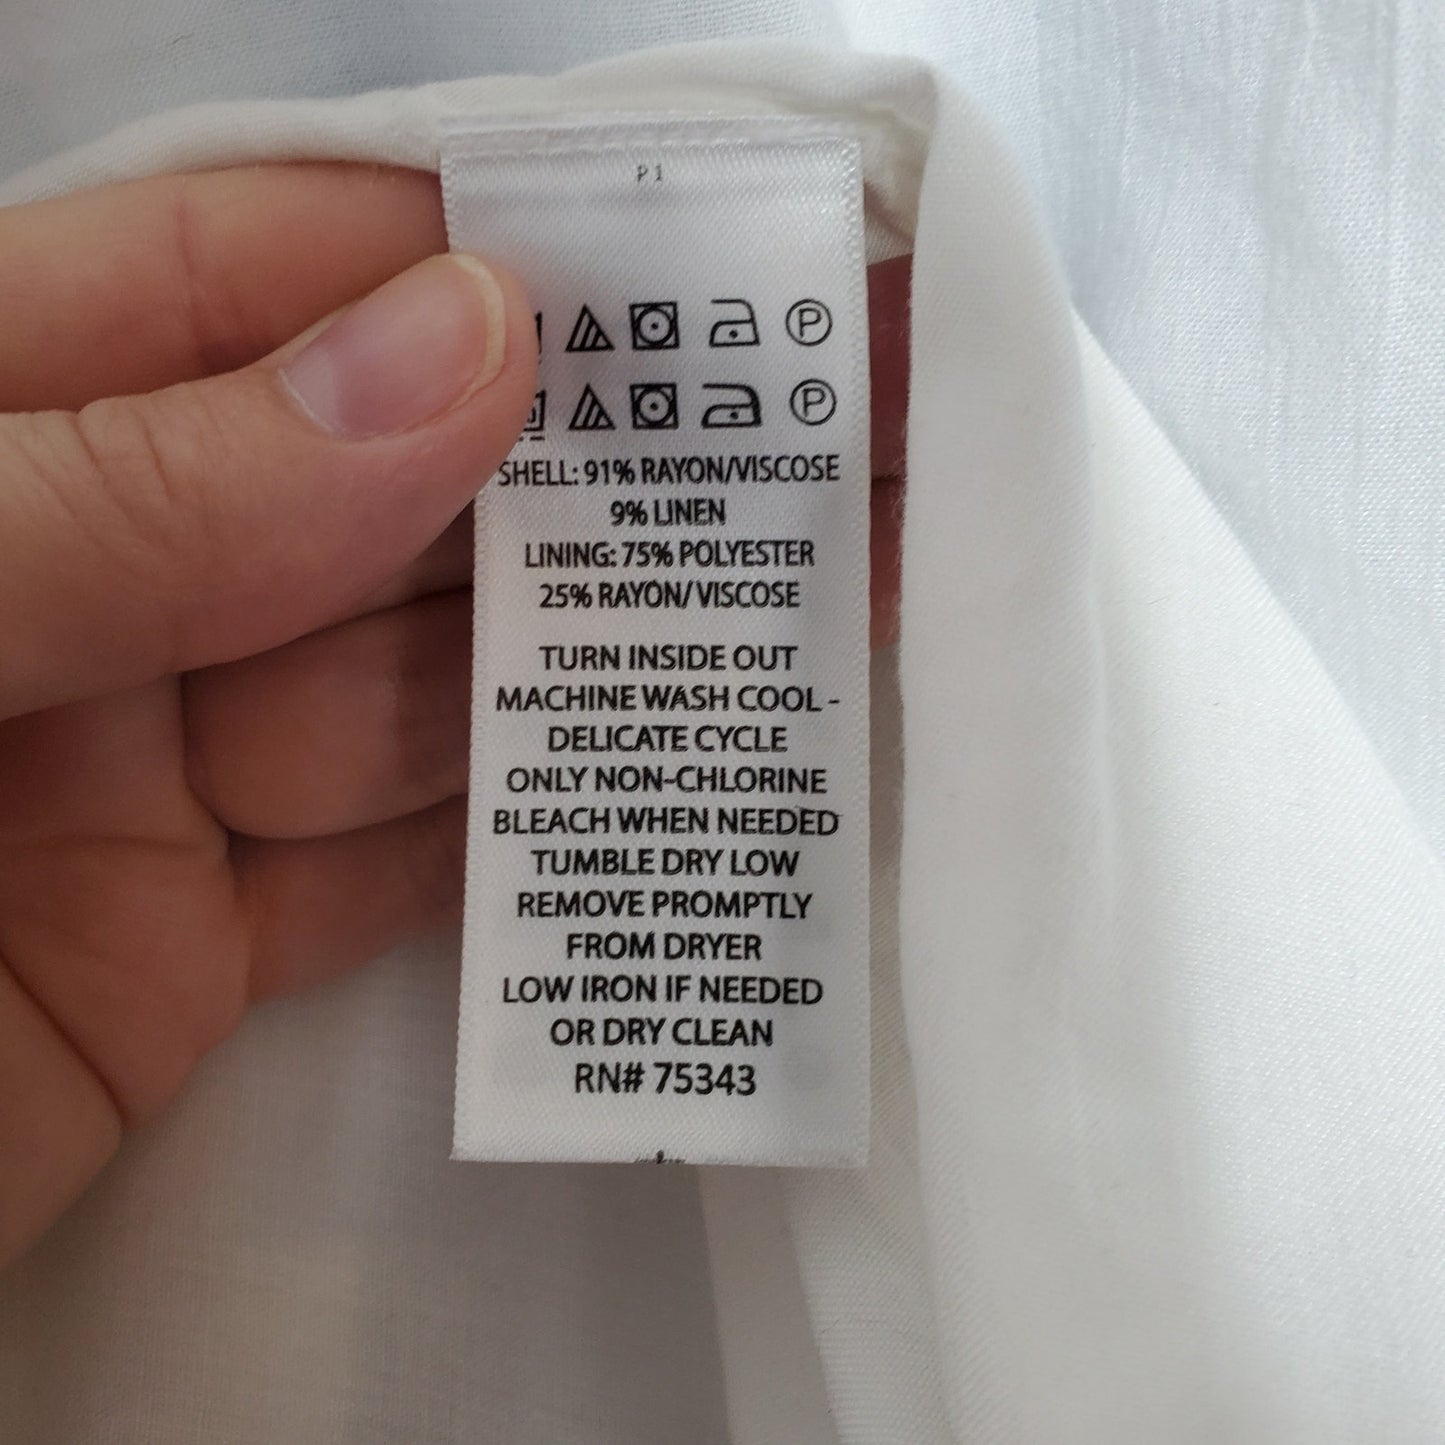 P 1
P
P
SHELL: 91% RAYON/VISCOSE
9% LINEN
LINING: 75% POLYESTER
25% RAYON/ VISCOSE
TURN INSIDE OUT
MACHINE WASH COOL -
DELICATE CYCLE
ONLY NON-CHLORINE
BLEACH WHEN NEEDED
TUMBLE DRY LOW
REMOVE PROMPTLY
FROM DRYER
LOW IRON IF NEEDED
OR DRY CLEAN
RN# 75343